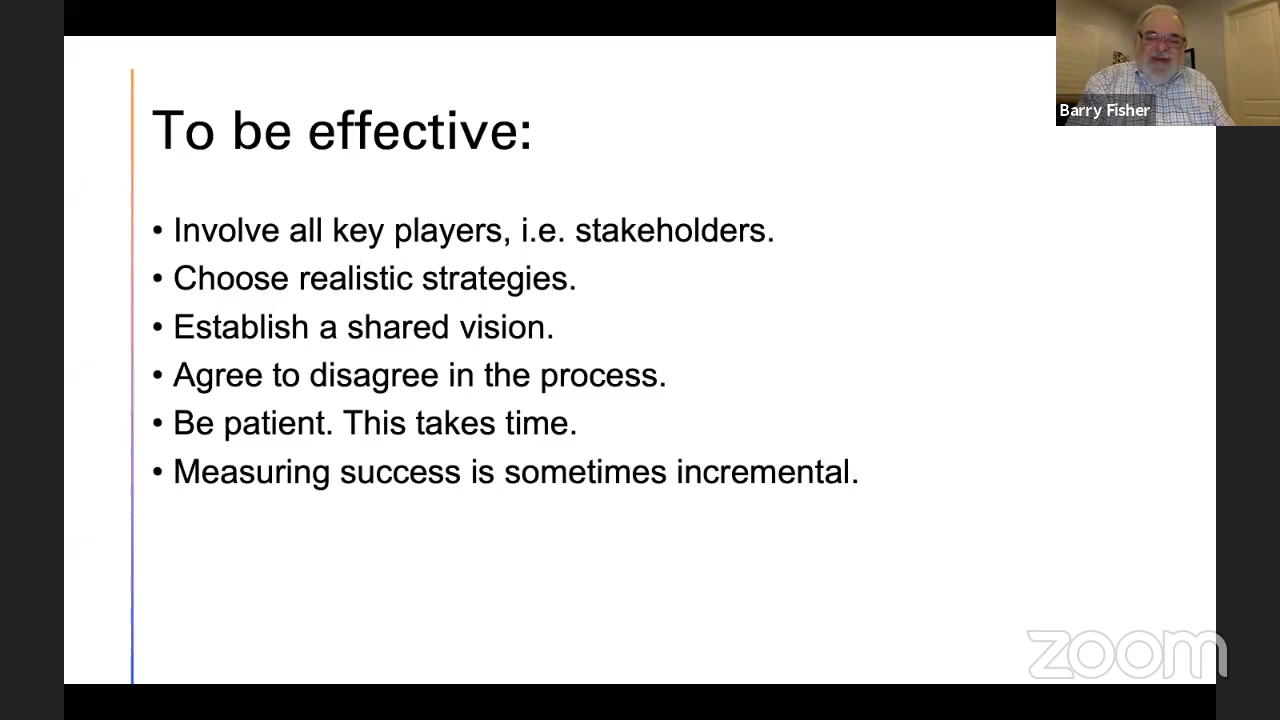 Barry Fisher
To be effective:
• Involve all key players, i.e. stakeholders.
• Choose realistic strategies.
• Establish a shared vision.
• Agree to disagree in the process.
• Be patient. This takes time.
• Measuring success is sometimes incremental.
zoom